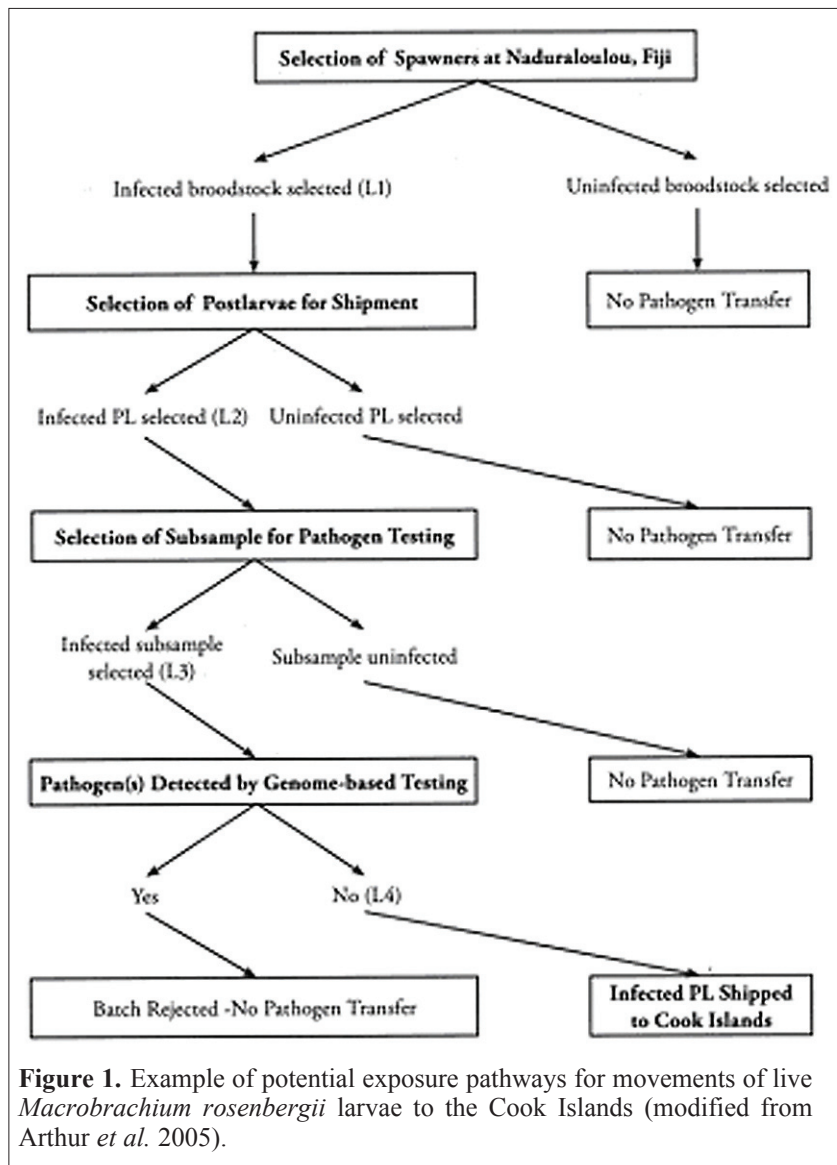 Selection of Spawners at Naduraloulou, Fiji
Infected broodstock selected (L1)
Uninfected broodstock selected
Selection of Postlarvae for Shipment
No Pathogen Transfer
Infected PL selected (L2)
Uninfected PL selected
Selection of Subsample for Pathogen Testing
No Pathogen Transfer
Infected subsample
selected (L3)
Subsample uninfected
Pathogen(s) Detected by Genome-based Testing
No Pathogen Transfer
Yes
No (L4)
Batch Rejected -No Pathogen Transfer
Infected PL Shipped
to Cook Islands
Figure 1. Example of potential exposure pathways for movements of live
Macrobrachium rosenbergii larvae to the Cook Islands (modified from
Arthur et al. 2005).